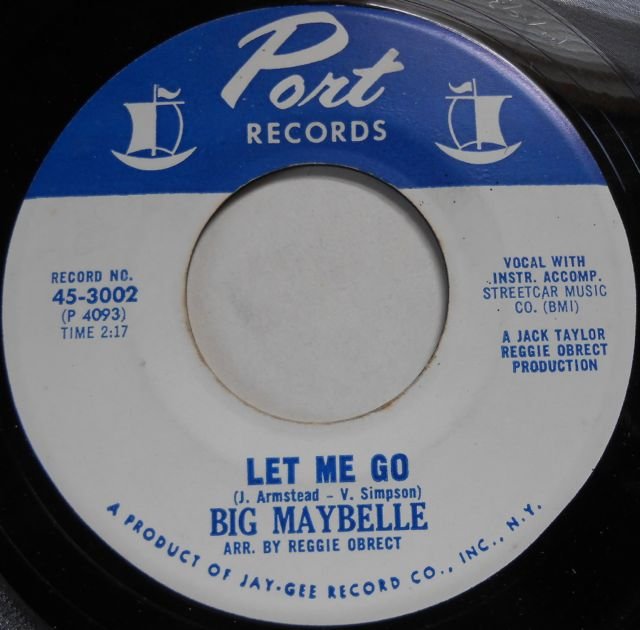 Port
RECORDS
RECORD NO.
45-3002
(P 4093)
TIME 2:17
VOCAL WITH
INSTR. ACCOMP.
STREETCAR MUSIC
CO. (BMI)
A JACK TAYLOR
REGGIE OBRECT
PRODUCTION
LET ME GO
(J. Armstead - V. Simpson)
BIG MAYBELLE
ARR. BY REGGIE OBRECT
A PRODUCT OF JAY-GEE RECORD CO., INC., N.Y.